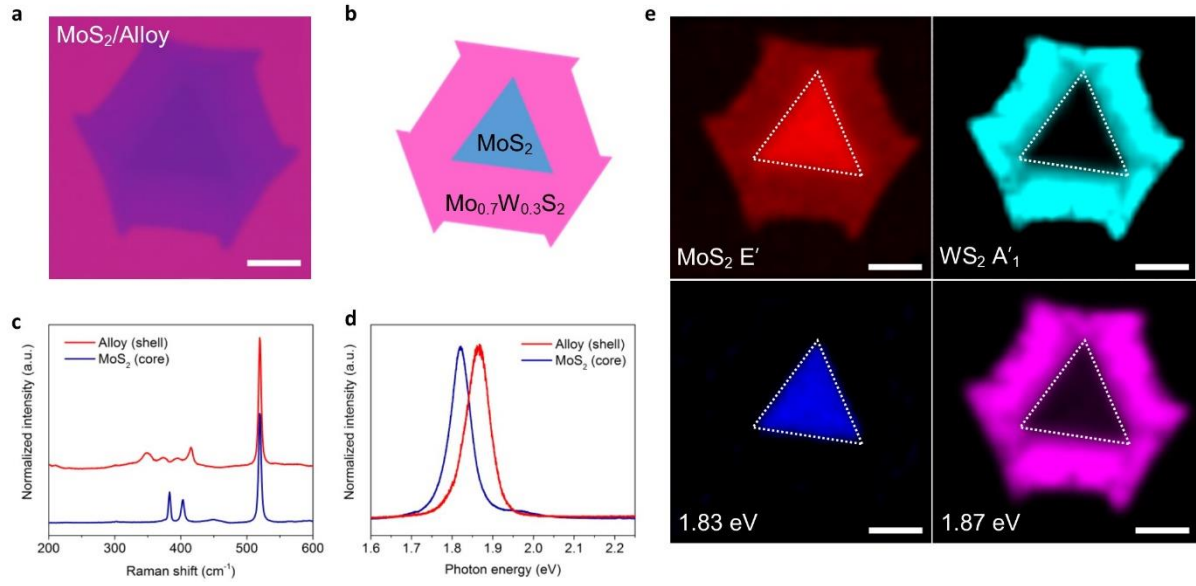 a
MoS₂/Alloy
b
MoS₂
Mo₀.₇W₀.₃S₂
c
Alloy (shell)
MoS₂ (core)
Normalized intensity (a.u.)
200 300 400 500 600
Raman shift (cm⁻¹)
d
Alloy (shell)
MoS₂ (core)
Normalized intensity (a.u.)
1.6 1.7 1.8 1.9 2.0 2.1 2.2
Photon energy (eV)
e
MoS₂ E′
WS₂ A′₁
1.83 eV
1.87 eV